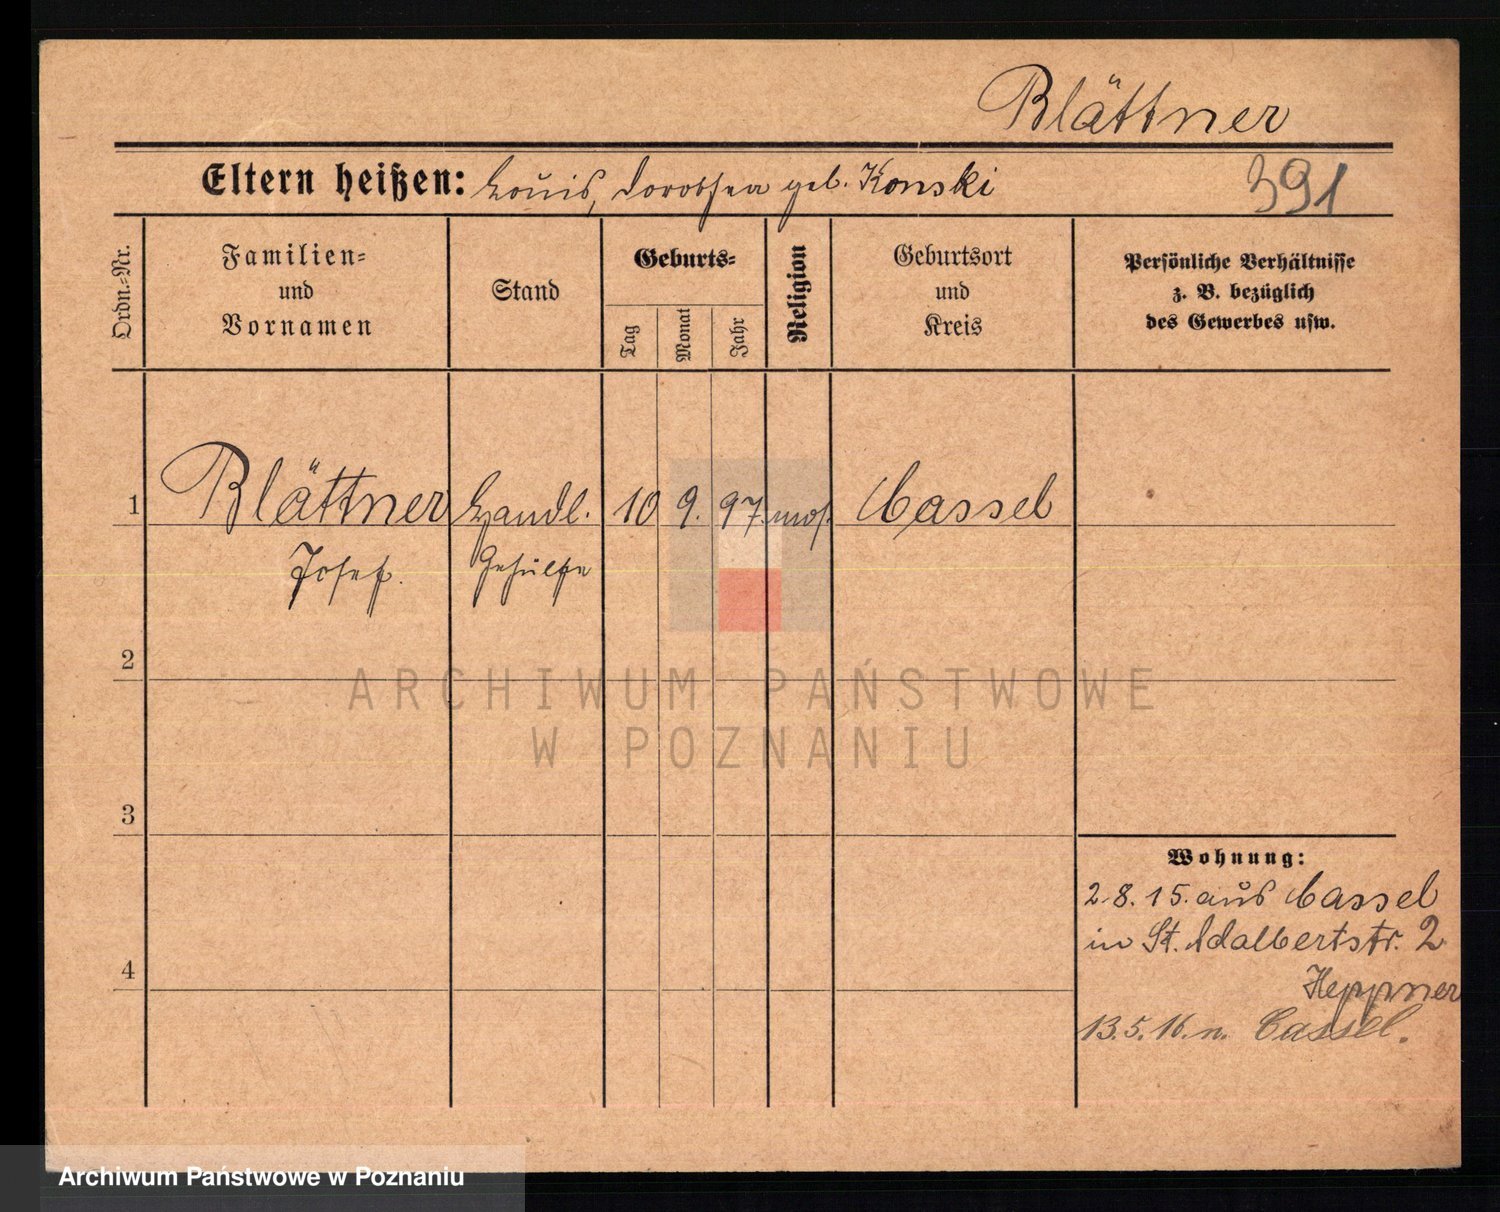 Blättner
Eltern heißen: Louis, Dorothea geb. Konski
391
Ordn.-Nr.
Familien-
und
Vornamen
Stand
Geburts-
Tag
Monat
Jahr
Religion
Geburtsort
und
Kreis
Persönliche Verhältnisse
z. B. bezüglich
des Gewerbes usw.
1 Blättner Handl. 10 9. 97. mos. Cassel
Josef. Gehülfe
2
ARCHIWUM PAŃSTWOWE
W POZNANIU
3
Wohnung:
2.8.15. aus Cassel
in St. Adalbertstr. 2
4
Heppner
13.5.16. n. Cassel.
Archiwum Państwowe w Poznaniu